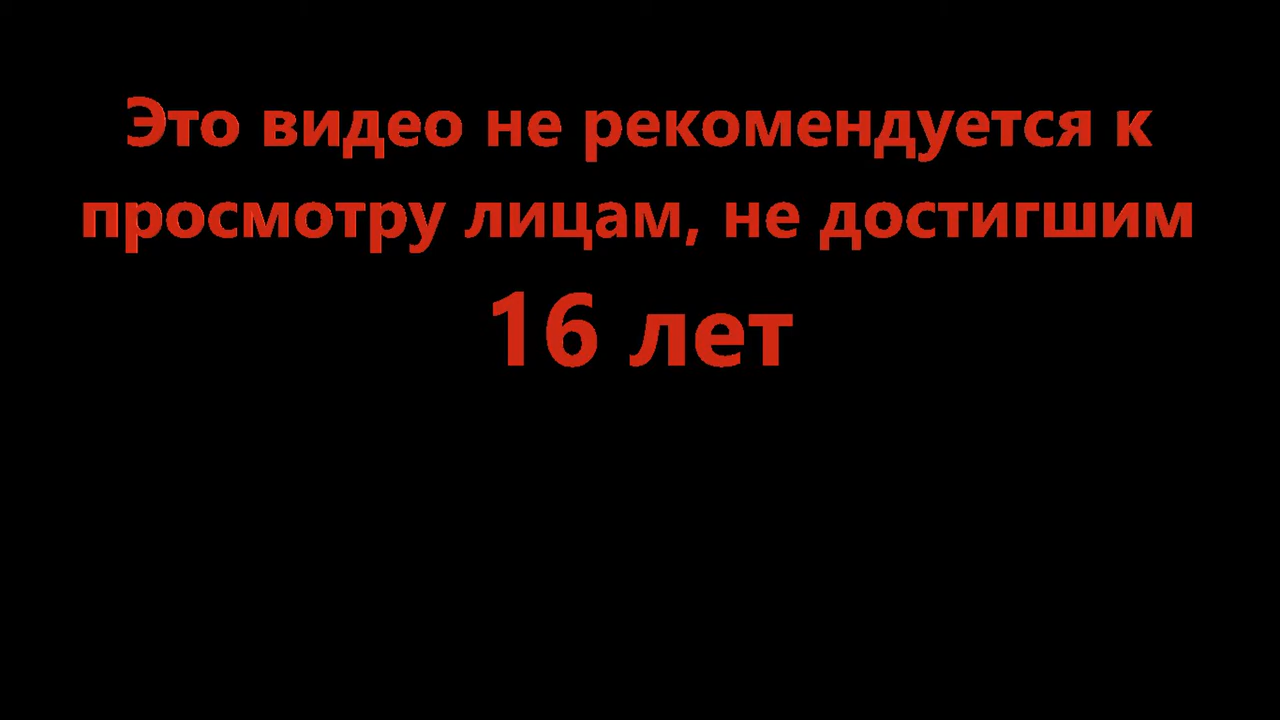 Это видео не рекомендуется к
просмотру лицам, не достигшим
16 лет